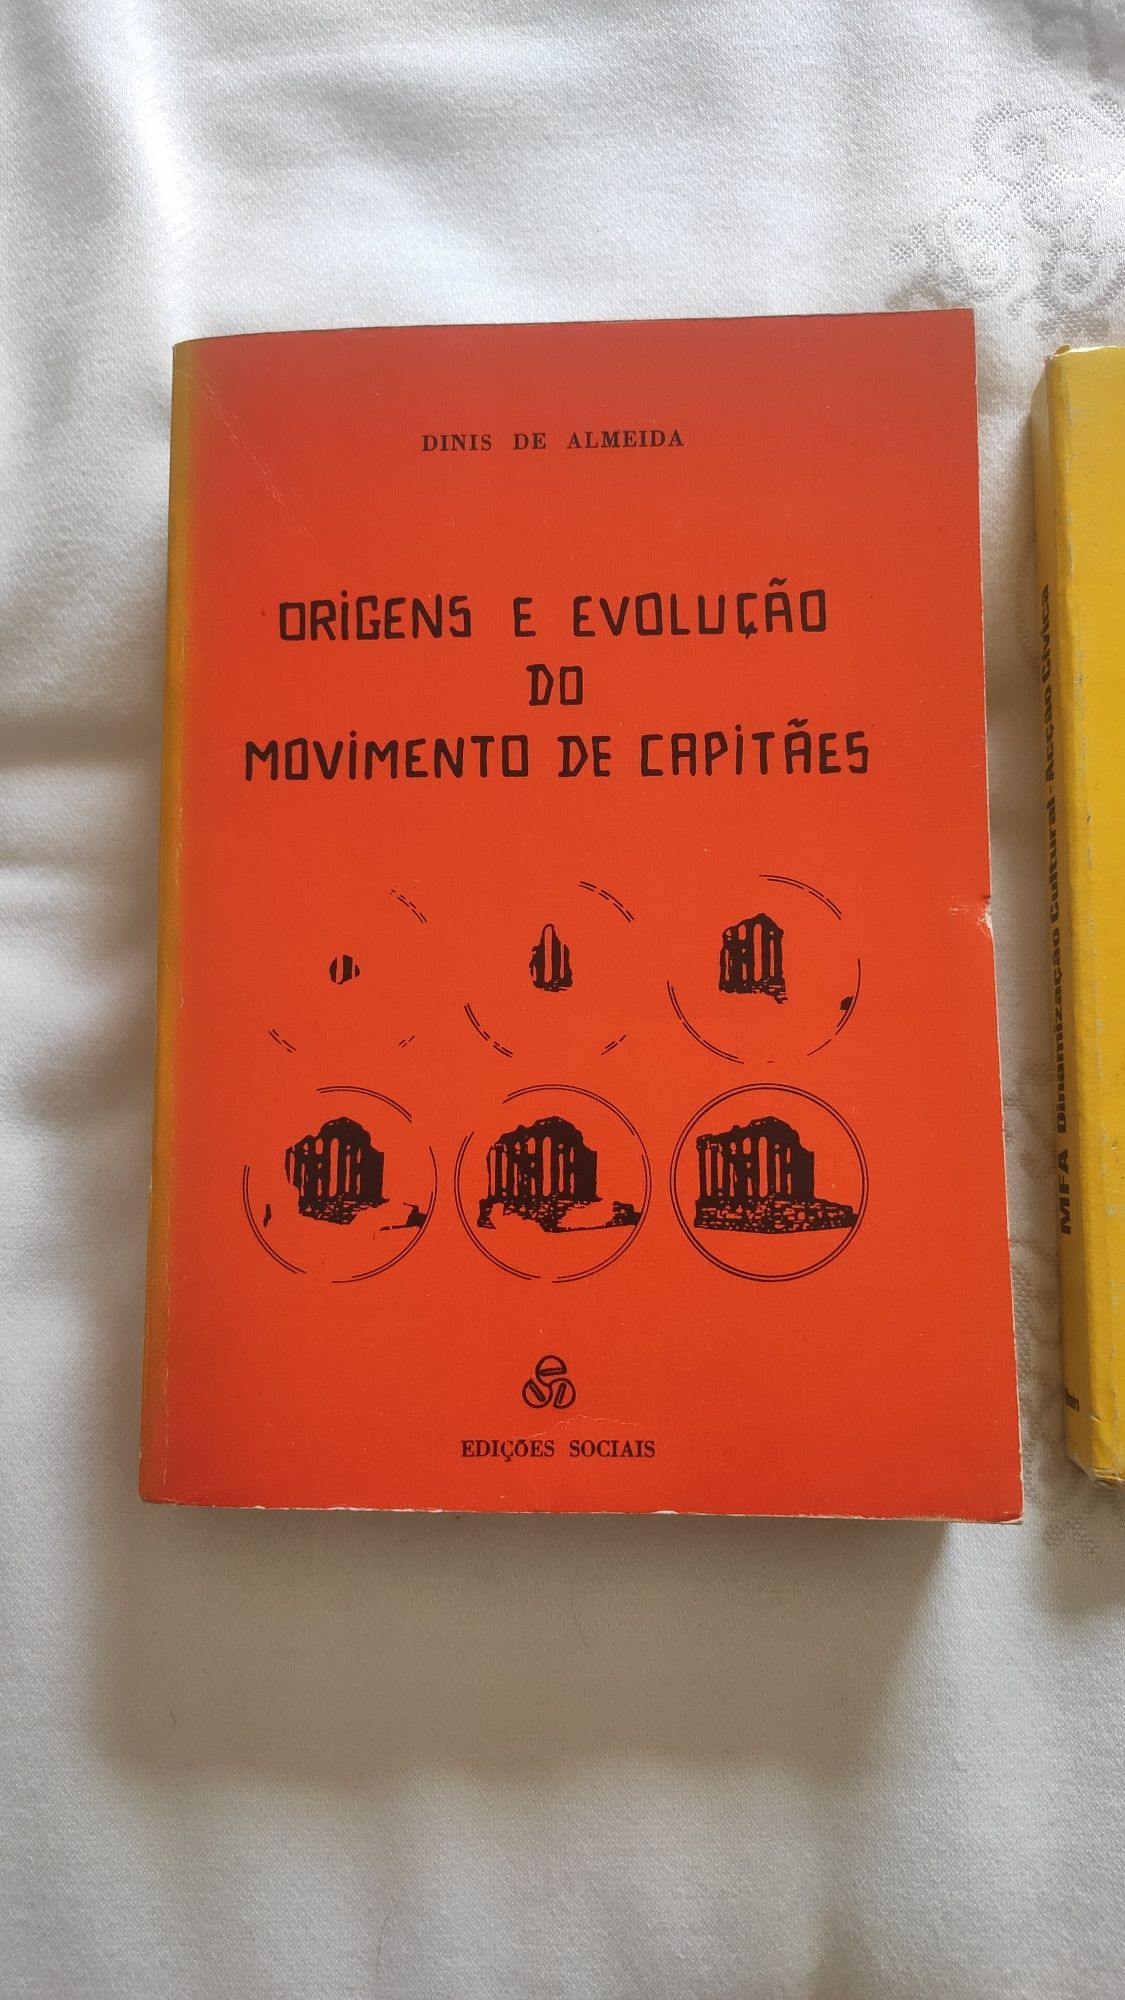 DINIS DE ALMEIDA
ORIGENS E EVOLUÇÃO
DO
MOVIMENTO DE CAPITÃES
EDIÇÕES SOCIAIS
MFA Dinamização Cultural-Acção Cívica